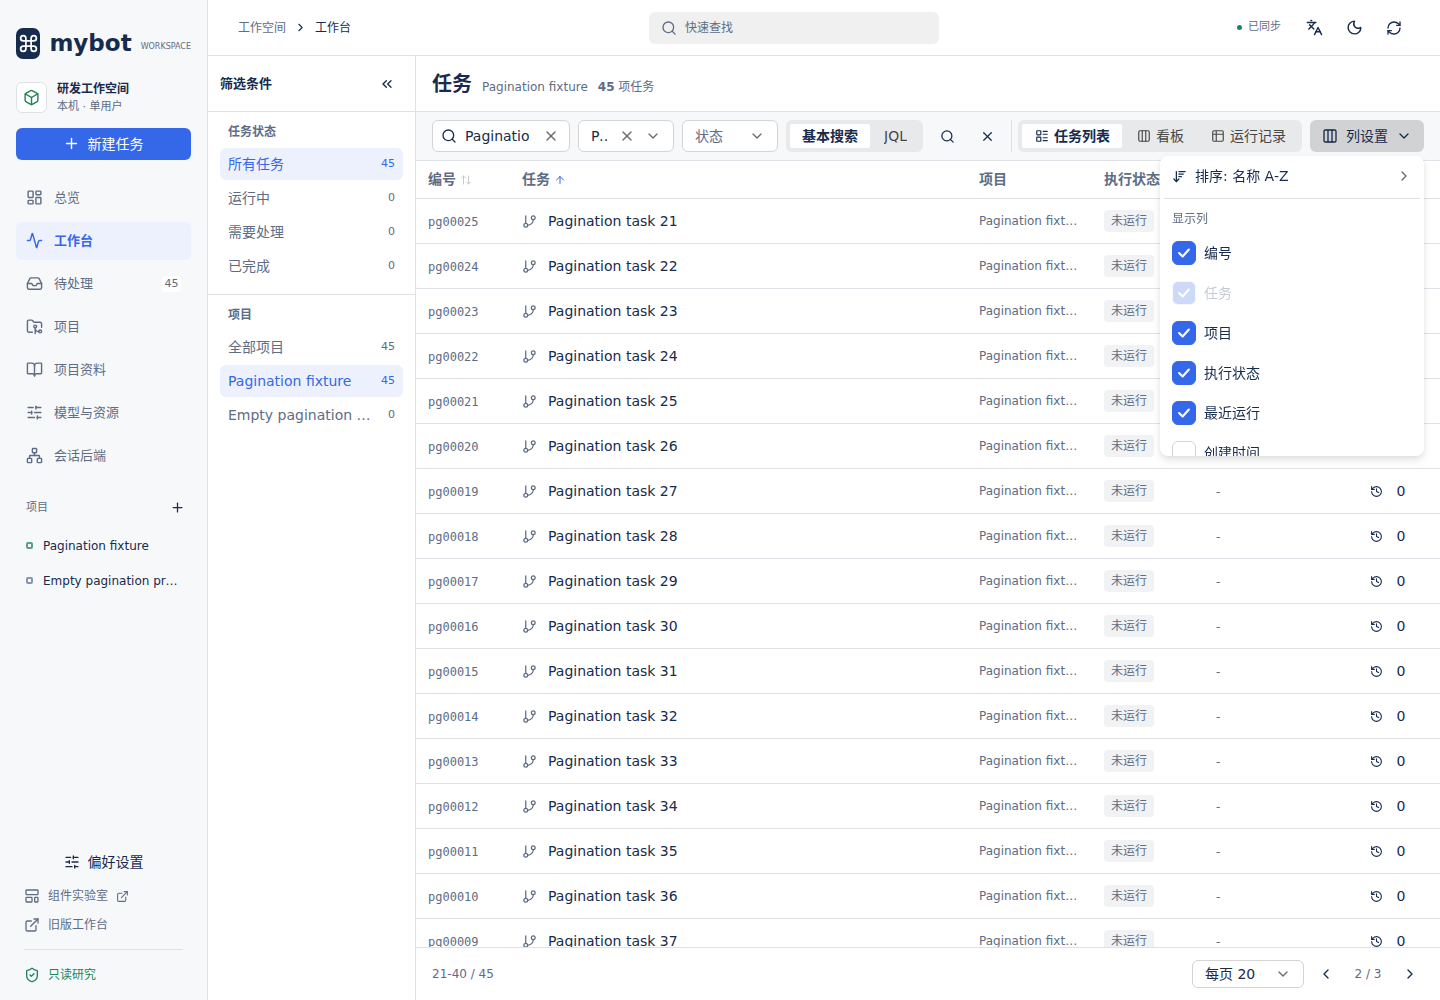 mybot WORKSPACE
研发工作空间
本机 · 单用户
新建任务
总览
工作台
待处理 45
项目
项目资料
模型与资源
会话后端
项目
Pagination fixture
Empty pagination pr…
偏好设置
组件实验室
旧版工作台
只读研究
工作空间 工作台
快速查找
已同步
筛选条件
任务状态
所有任务 45
运行中 0
需要处理 0
已完成 0
项目
全部项目 45
Pagination fixture 45
Empty pagination … 0
任务 Pagination fixture 45 项任务
Paginatio P.. 状态 基本搜索 JQL 任务列表 看板 运行记录 列设置
编号 任务 项目 执行状态
pg00025 Pagination task 21 Pagination fixt… 未运行
pg00024 Pagination task 22 Pagination fixt… 未运行
pg00023 Pagination task 23 Pagination fixt… 未运行
pg00022 Pagination task 24 Pagination fixt… 未运行
pg00021 Pagination task 25 Pagination fixt… 未运行
pg00020 Pagination task 26 Pagination fixt… 未运行
pg00019 Pagination task 27 Pagination fixt… 未运行 - 0
pg00018 Pagination task 28 Pagination fixt… 未运行 - 0
pg00017 Pagination task 29 Pagination fixt… 未运行 - 0
pg00016 Pagination task 30 Pagination fixt… 未运行 - 0
pg00015 Pagination task 31 Pagination fixt… 未运行 - 0
pg00014 Pagination task 32 Pagination fixt… 未运行 - 0
pg00013 Pagination task 33 Pagination fixt… 未运行 - 0
pg00012 Pagination task 34 Pagination fixt… 未运行 - 0
pg00011 Pagination task 35 Pagination fixt… 未运行 - 0
pg00010 Pagination task 36 Pagination fixt… 未运行 - 0
pg00009 Pagination task 37 Pagination fixt… 未运行 - 0
排序: 名称 A-Z
显示列
编号
任务
项目
执行状态
最近运行
创建时间
21-40 / 45
每页 20
2 / 3